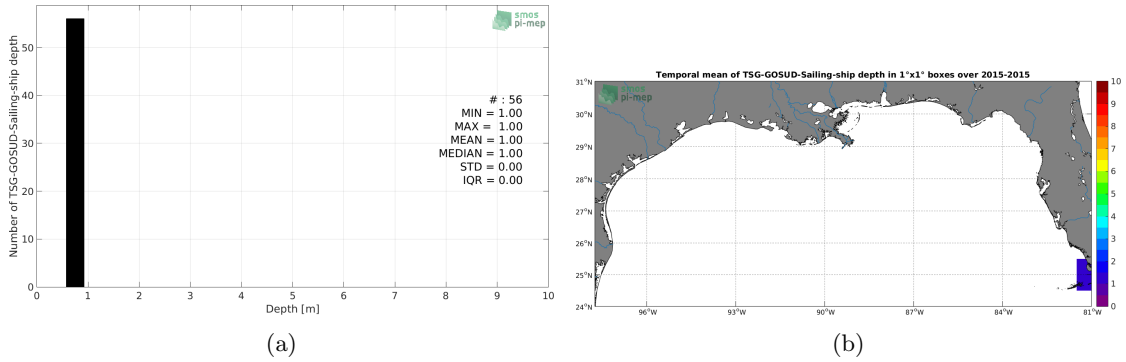 smos
pi-mep
Number of TSG-GOSUD-Sailing-ship depth
50
40
30
20
10
0
# : 56
MIN = 1.00
MAX = 1.00
MEAN = 1.00
MEDIAN = 1.00
STD = 0.00
IQR = 0.00
0 1 2 3 4 5 6 7 8 9 10
Depth [m]
(a)
Temporal mean of TSG-GOSUD-Sailing-ship depth in 1°x1° boxes over 2015-2015
smos
pi-mep
31°N
30°N
29°N
28°N
27°N
26°N
25°N
24°N
96°W 93°W 90°W 87°W 84°W 81°W
10
9
8
7
6
5
4
3
2
1
0
(b)